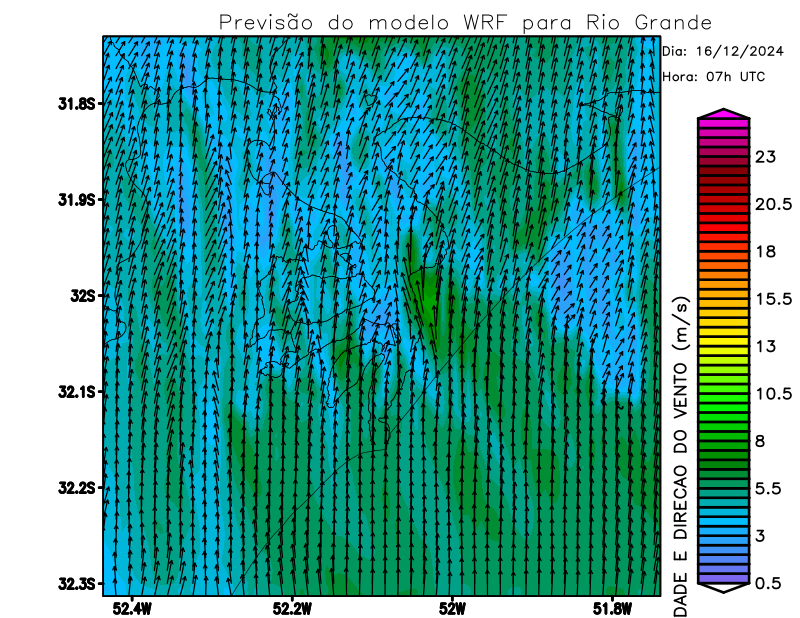 Previsão do modelo WRF para Rio Grande
Dia: 16/12/2024
Hora: 07h UTC
31.8S
31.9S
32S
32.1S
32.2S
32.3S
52.4W
52.2W
52W
51.8W
23
20.5
18
15.5
13
10.5
8
5.5
3
0.5
DADE E DIRECAO DO VENTO (m/s)